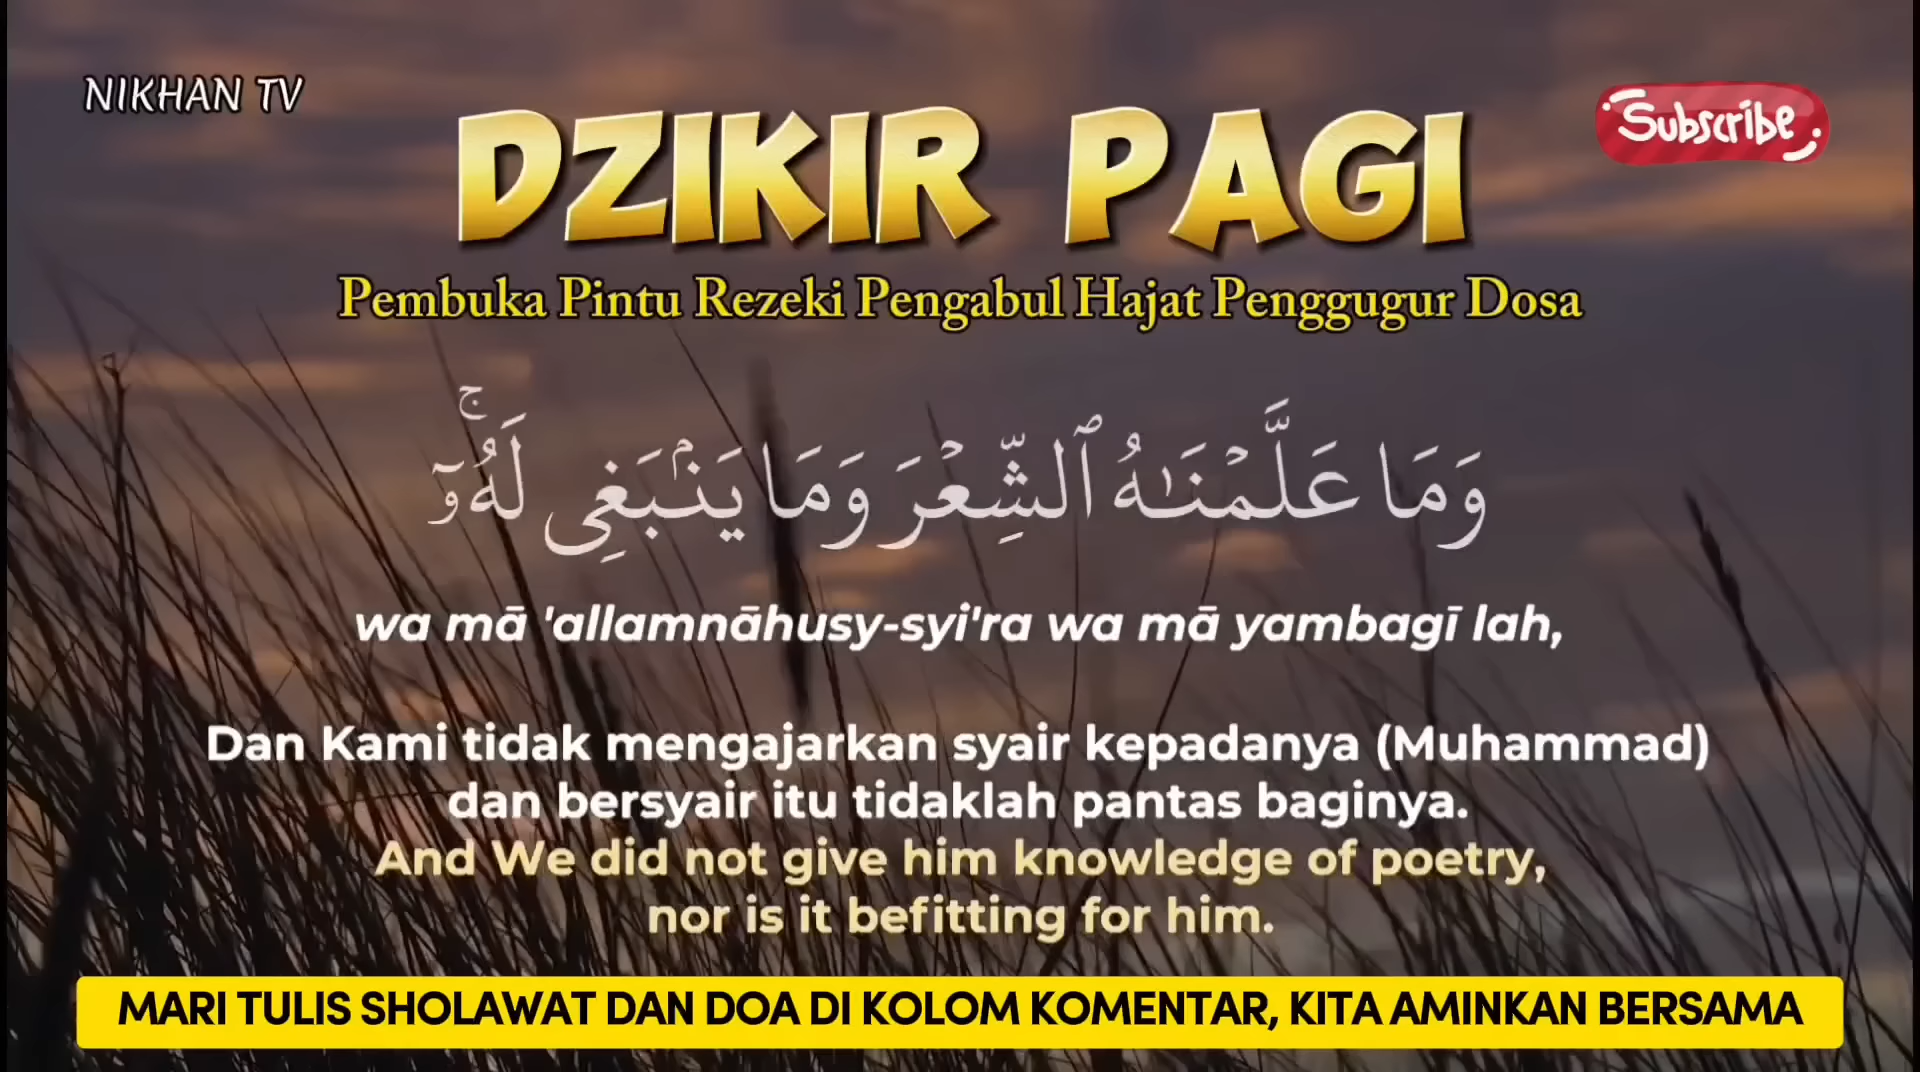 NIKHAN TV
Subscribe
DZIKIR PAGI
Pembuka Pintu Rezeki Pengabul Hajat Penggugur Dosa
وَمَا عَلَّمْنَـٰهُ ٱلشِّعْرَ وَمَا يَنۢبَغِى لَهُۥٓ ۚ
wa mā 'allamnāhusy-syi'ra wa mā yambagī lah,
Dan Kami tidak mengajarkan syair kepadanya (Muhammad)
dan bersyair itu tidaklah pantas baginya.
And We did not give him knowledge of poetry,
nor is it befitting for him.
MARI TULIS SHOLAWAT DAN DOA DI KOLOM KOMENTAR, KITA AMINKAN BERSAMA